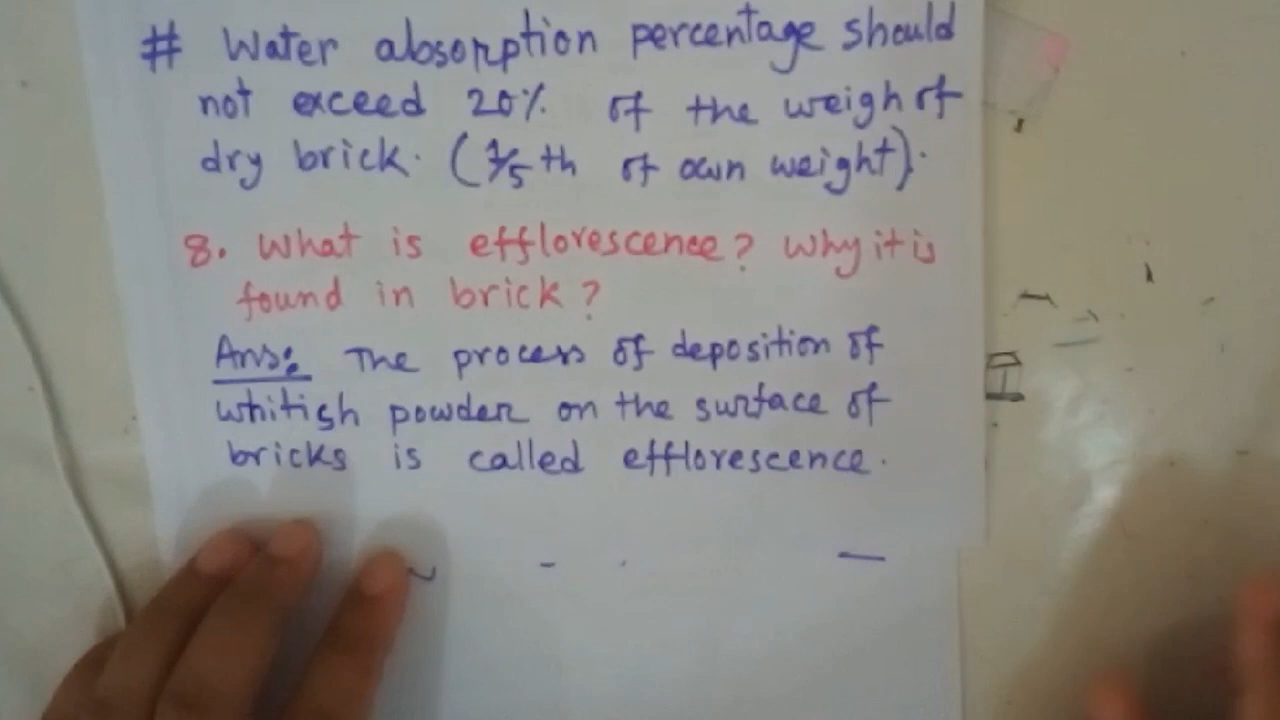 # Water absorption percentage should
not exceed 20% of the weigh of
dry brick. (1/5th of own weight).
8. What is efflorescence? Why it is
found in brick?
Ans: The process of deposition of
whitish powder on the surface of
bricks is called efflorescence.